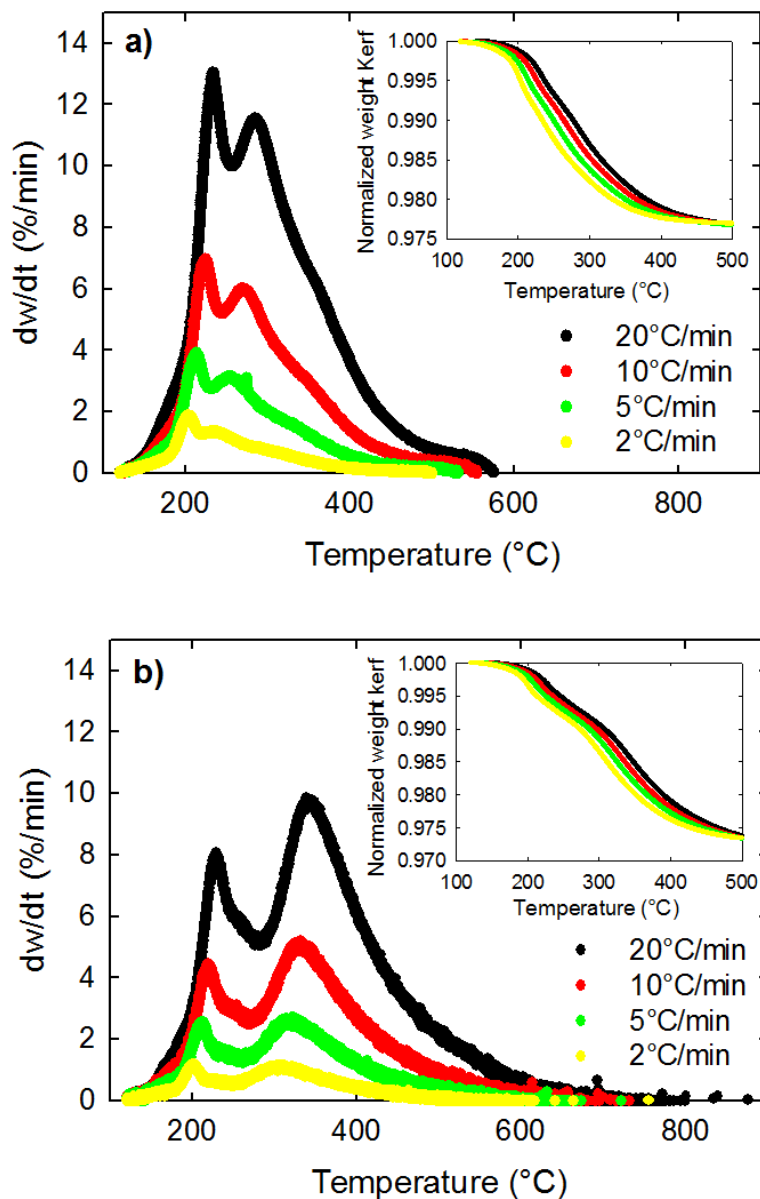 a)
14
12
10
8
6
4
2
0
dw/dt (%/min)
200 400 600 800
Temperature (°C)
Normalized weight Kerf
1.000
0.995
0.990
0.985
0.980
0.975
100 200 300 400 500
Temperature (°C)
20°C/min
10°C/min
5°C/min
2°C/min
b)
14
12
10
8
6
4
2
0
dw/dt (%/min)
200 400 600 800
Temperature (°C)
Normalized weight Kerf
1.000
0.995
0.990
0.985
0.980
0.975
0.970
100 200 300 400 500
Temperature (°C)
20°C/min
10°C/min
5°C/min
2°C/min